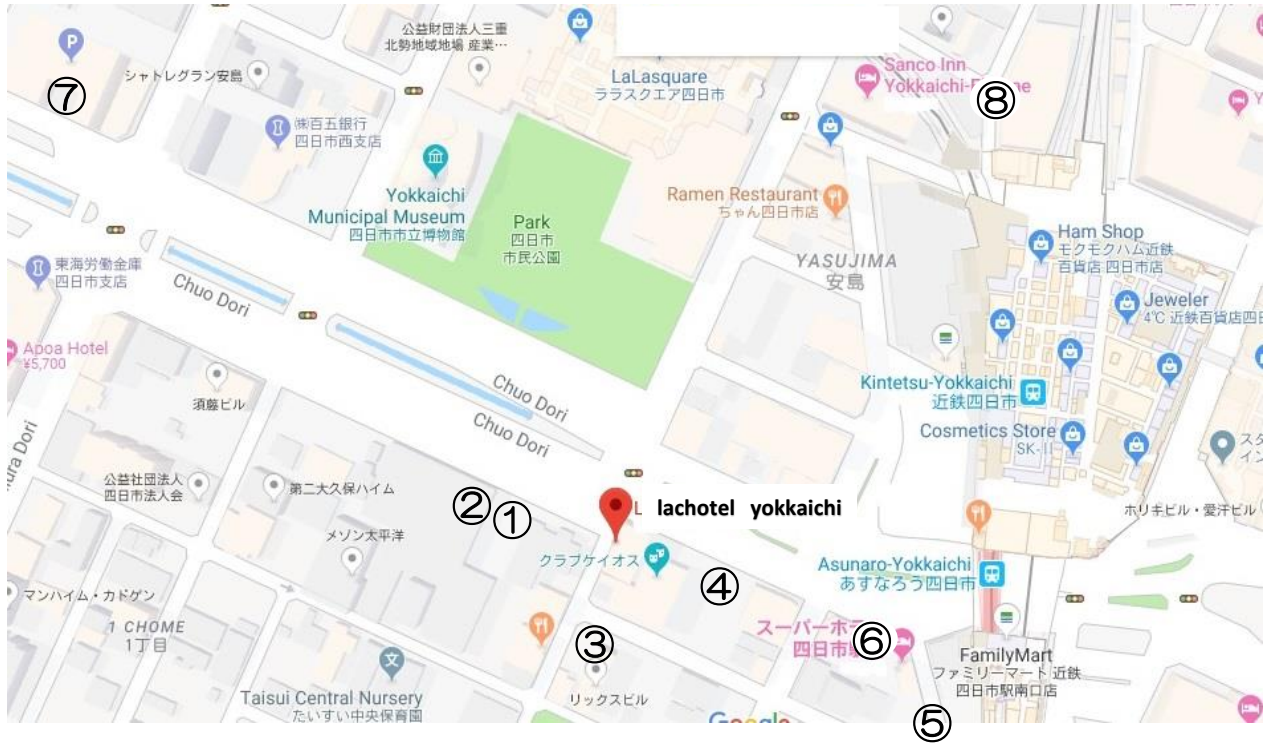 公益財団法人三重
北勢地域地場 産業…
P
シャトレグラン安島
LaLasquare
ララスクエア四日市
Sanco Inn
Yokkaichi-
⑧
⑦
㈱百五銀行
四日市西支店
Yokkaichi
Municipal Museum
四日市市立博物館
Park
四日市
市民公園
Ramen Restaurant
ちゃん四日市店
YASUJIMA
安島
Ham Shop
モクモクハム近鉄
百貨店 四日市店
東海労働金庫
四日市支店
Chuo Dori
Jeweler
4℃ 近鉄百貨店四日
Apoa Hotel
¥5,700
須藤ビル
Chuo Dori
Chuo Dori
Kintetsu-Yokkaichi
近鉄四日市
Cosmetics Store
SK-II
ura Dori
公益社団法人
四日市法人会
第二大久保ハイム
②
①
L lachotel yokkaichi
ホリキビル・愛汗ビル
メゾン太平洋
クラブケイオス
④
Asunaro-Yokkaichi
あすなろう四日市
マンハイム・カドゲン
1 CHOME
1丁目
③
スーパーホテ
四日市駅
⑥
FamilyMart
ファミリーマート 近鉄
四日市駅南口店
Taisui Central Nursery
たいすい中央保育園
リックスビル
Google
⑤